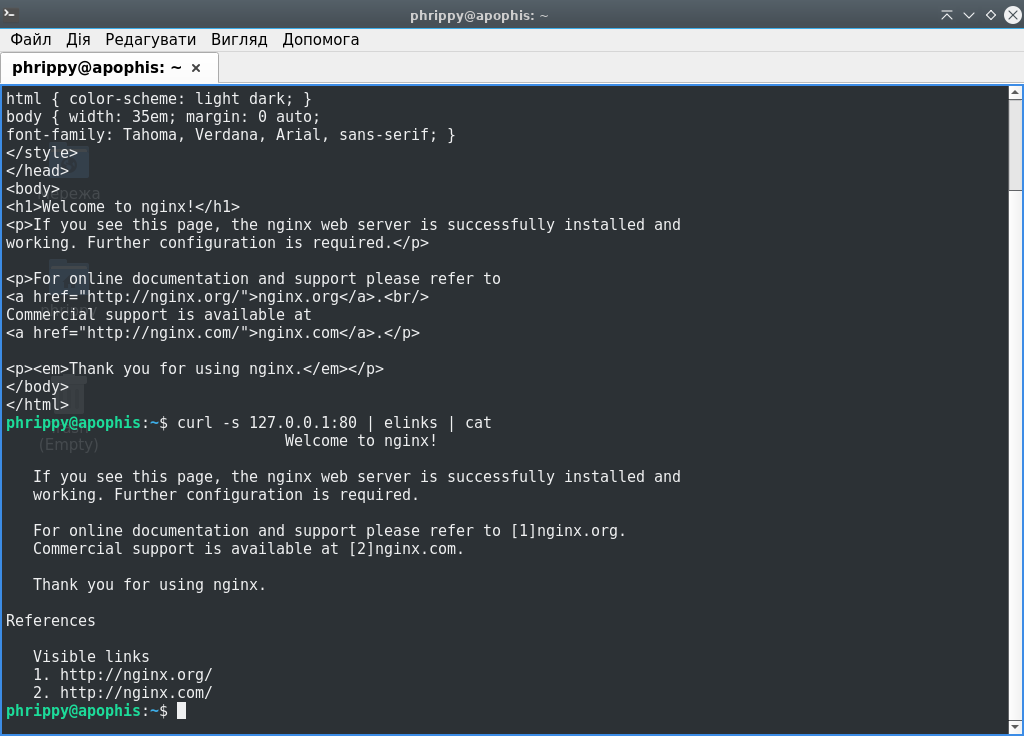 phrippy@apophis: ~
Файл Дія Редагувати Вигляд Допомога
phrippy@apophis: ~ ×
html { color-scheme: light dark; }
body { width: 35em; margin: 0 auto;
font-family: Tahoma, Verdana, Arial, sans-serif; }
</style>
</head>
<body>
<h1>Welcome to nginx!</h1>
<p>If you see this page, the nginx web server is successfully installed and
working. Further configuration is required.</p>
<p>For online documentation and support please refer to
<a href="http://nginx.org/">nginx.org</a>.<br/>
Commercial support is available at
<a href="http://nginx.com/">nginx.com</a>.</p>
<p><em>Thank you for using nginx.</em></p>
</body>
</html>
phrippy@apophis:~$ curl -s 127.0.0.1:80 | elinks | cat
(Empty)
Welcome to nginx!
If you see this page, the nginx web server is successfully installed and
working. Further configuration is required.
For online documentation and support please refer to [1]nginx.org.
Commercial support is available at [2]nginx.com.
Thank you for using nginx.
References
Visible links
1. http://nginx.org/
2. http://nginx.com/
phrippy@apophis:~$